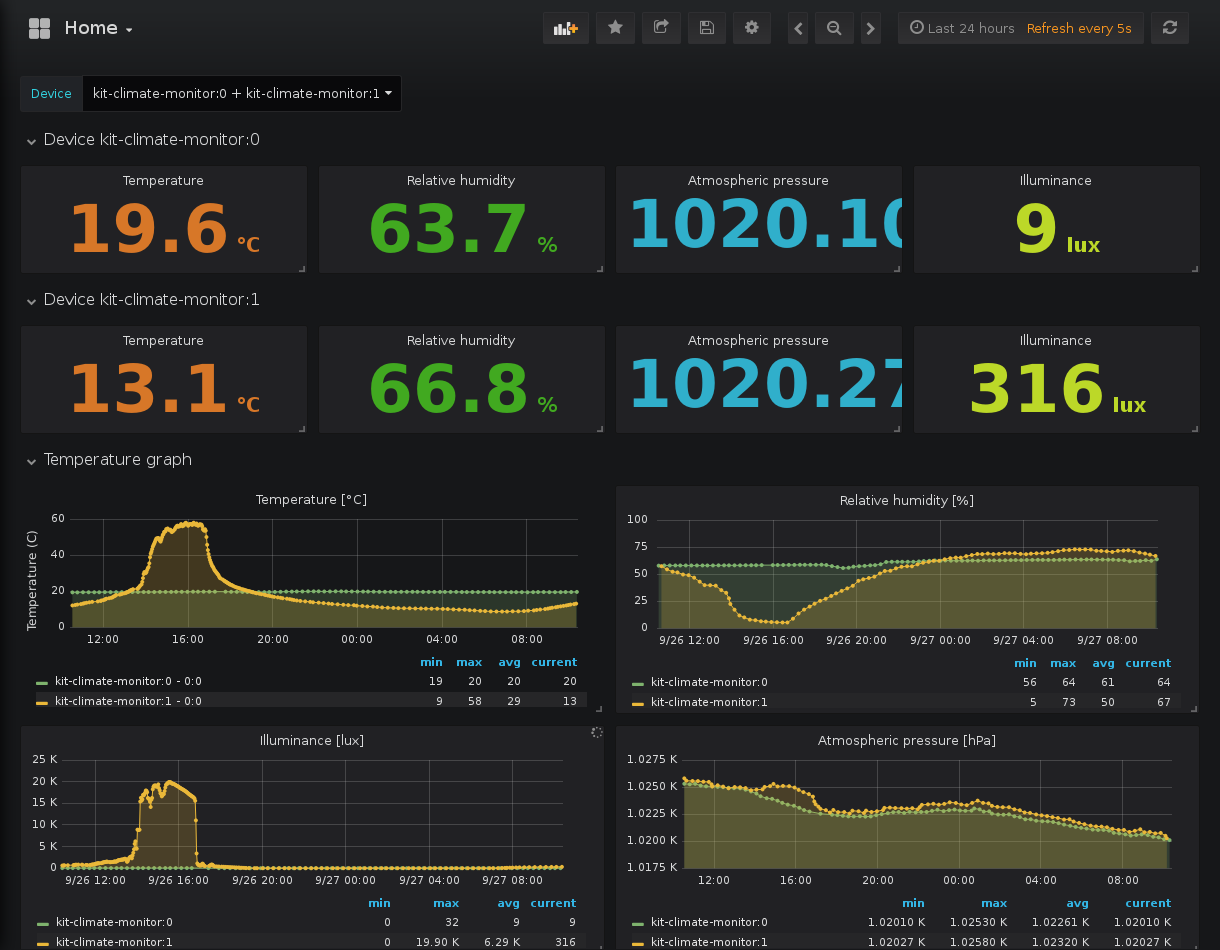 Home
Last 24 hours Refresh every 5s
Device kit-climate-monitor:0 + kit-climate-monitor:1
Device kit-climate-monitor:0
Temperature
19.6 °C
Relative humidity
63.7 %
Atmospheric pressure
1020.10
Illuminance
9 lux
Device kit-climate-monitor:1
Temperature
13.1 °C
Relative humidity
66.8 %
Atmospheric pressure
1020.27
Illuminance
316 lux
Temperature graph
Temperature [°C]
Temperature (C)
60
40
20
0
12:00 16:00 20:00 00:00 04:00 08:00
min max avg current
kit-climate-monitor:0 - 0:0 19 20 20 20
kit-climate-monitor:1 - 0:0 9 58 29 13
Relative humidity [%]
100
75
50
25
0
9/26 12:00 9/26 16:00 9/26 20:00 9/27 00:00 9/27 04:00 9/27 08:00
min max avg current
kit-climate-monitor:0 56 64 61 64
kit-climate-monitor:1 5 73 50 67
Illuminance [lux]
25 K
20 K
15 K
10 K
5 K
0
9/26 12:00 9/26 16:00 9/26 20:00 9/27 00:00 9/27 04:00 9/27 08:00
min max avg current
kit-climate-monitor:0 0 32 9 9
kit-climate-monitor:1 0 19.90 K 6.29 K 316
Atmospheric pressure [hPa]
1.0275 K
1.0250 K
1.0225 K
1.0200 K
1.0175 K
12:00 16:00 20:00 00:00 04:00 08:00
min max avg current
kit-climate-monitor:0 1.02010 K 1.02530 K 1.02261 K 1.02010 K
kit-climate-monitor:1 1.02027 K 1.02580 K 1.02320 K 1.02027 K